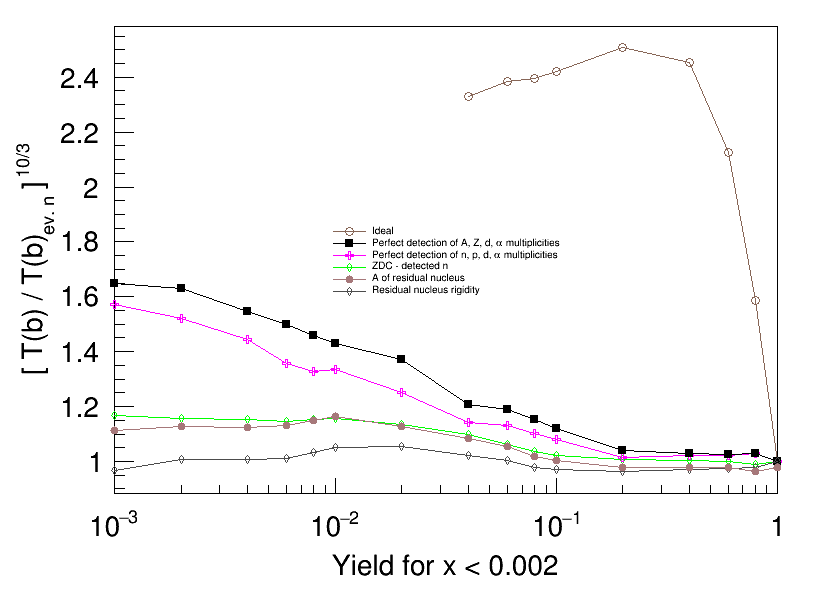 [ T(b) / T(b)ev. n ]10/3
2.4
2.2
2
1.8
1.6
1.4
1.2
1
Ideal
Perfect detection of A, Z, d, α multiplicities
Perfect detection of n, p, d, α multiplicities
ZDC - detected n
A of residual nucleus
Residual nucleus rigidity
10−3 10−2 10−1 1
Yield for x < 0.002